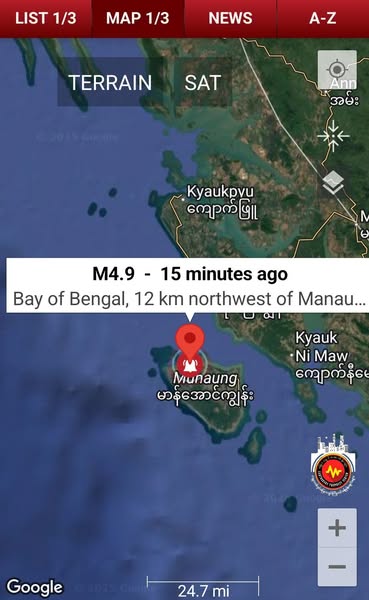 LIST 1/3 MAP 1/3 NEWS A-Z
TERRAIN SAT
Ann
အမ်း
Kyaukpyu
ကျောက်ဖြူ
M4.9 - 15 minutes ago
Bay of Bengal, 12 km northwest of Manau...
Kyauk
Ni Maw
ကျောက်နီမော
Munaung
မာန်အောင်ကျွန်း
+
−
Google
24.7 mi